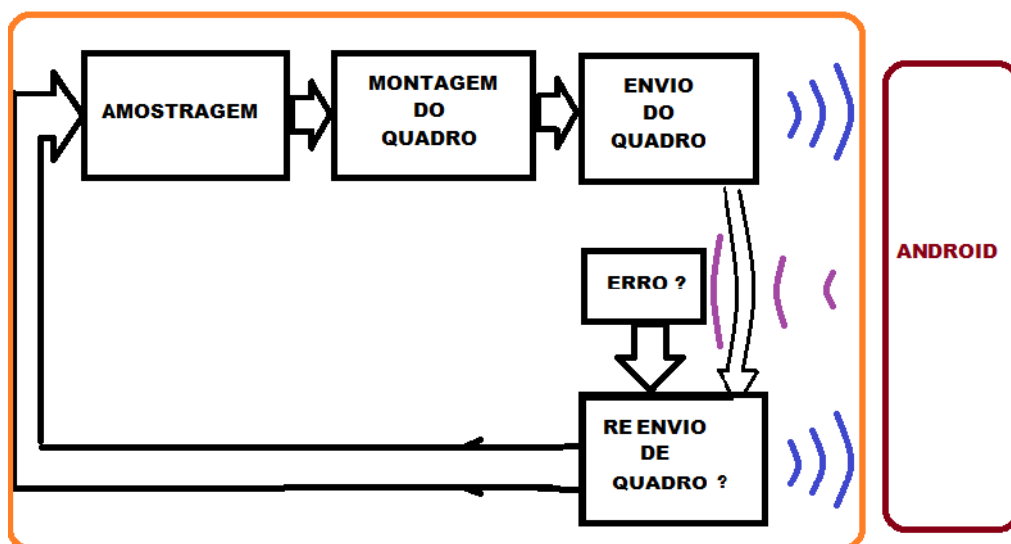 AMOSTRAGEM
MONTAGEM
DO
QUADRO
ENVIO
DO
QUADRO
ERRO ?
ANDROID
RE ENVIO
DE
QUADRO ?